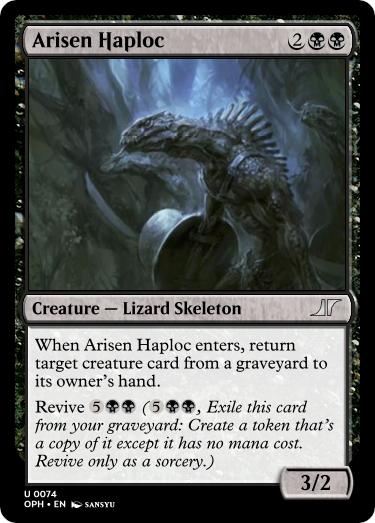 Arisen Haploc 2
Creature — Lizard Skeleton
When Arisen Haploc enters, return
target creature card from a graveyard to
its owner's hand.
Revive 5 (5, Exile this card
from your graveyard: Create a token that's
a copy of it except it has no mana cost.
Revive only as a sorcery.)
3/2
U 0074
OPH • EN SANSYU